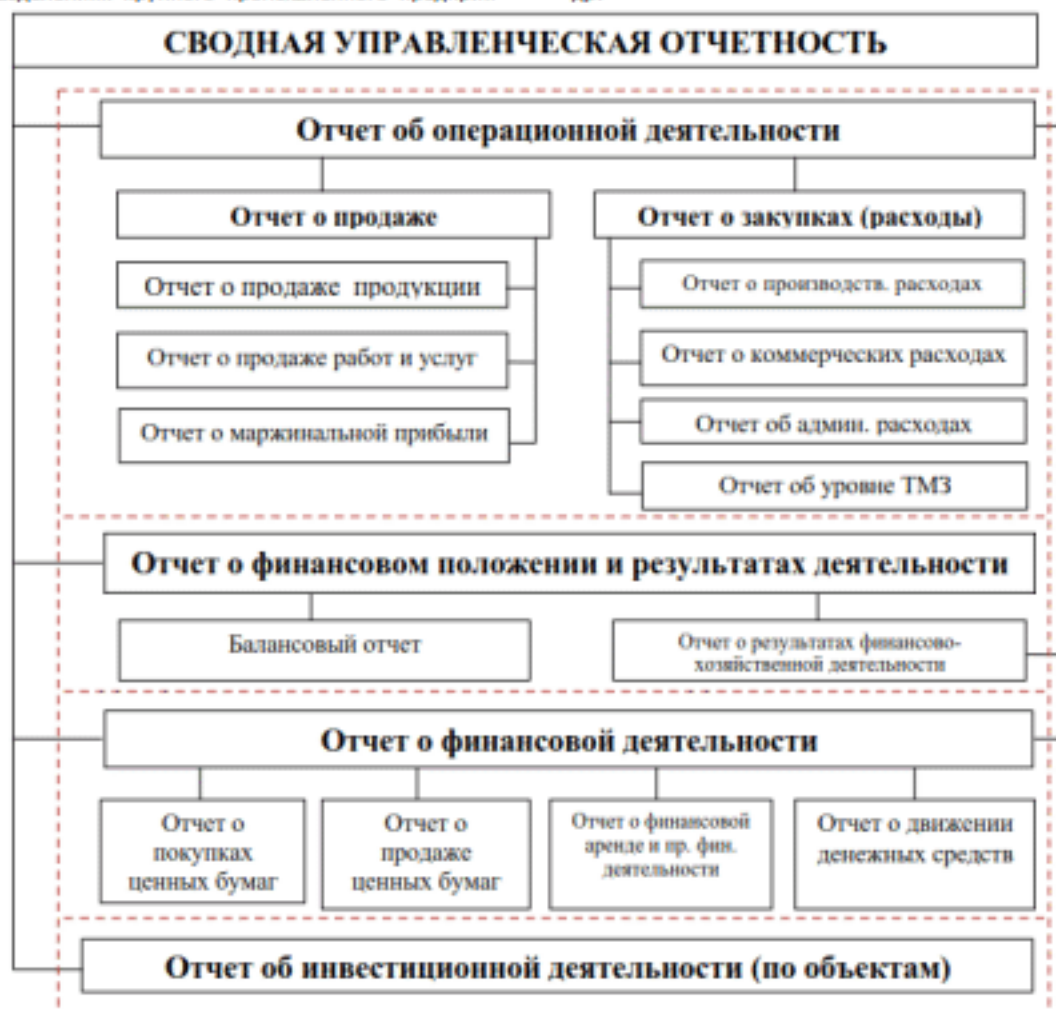 СВОДНАЯ УПРАВЛЕНЧЕСКАЯ ОТЧЕТНОСТЬ
Отчет об операционной деятельности
Отчет о продаже
Отчет о закупках (расходы)
Отчет о продаже продукции
Отчет о производств. расходах
Отчет о продаже работ и услуг
Отчет о коммерческих расходах
Отчет о маржинальной прибыли
Отчет об админ. расходах
Отчет об уровне ТМЗ
Отчет о финансовом положении и результатах деятельности
Балансовый отчет
Отчет о результатах финансово-
хозяйственной деятельности
Отчет о финансовой деятельности
Отчет о
покупках
ценных бумаг
Отчет о
продаже
ценных бумаг
Отчет о финансовой
аренде и пр. фин.
деятельности
Отчет о движении
денежных средств
Отчет об инвестиционной деятельности (по объектам)